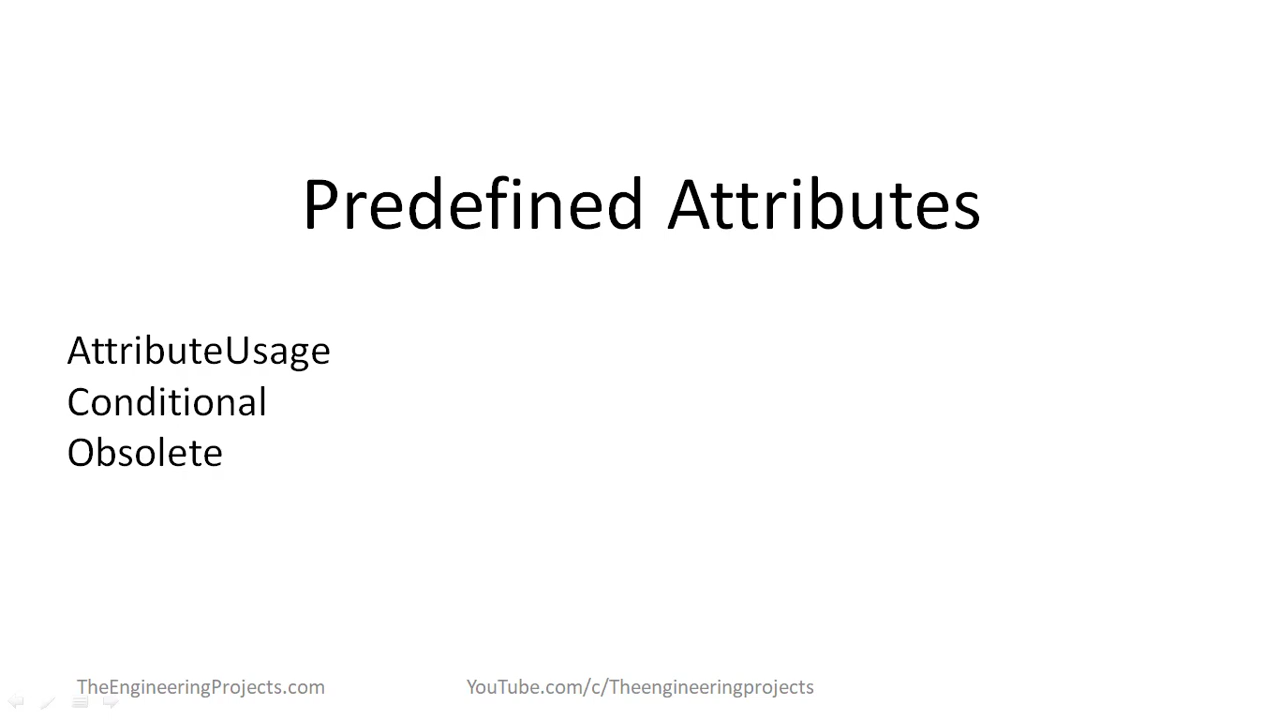 Predefined Attributes
AttributeUsage
Conditional
Obsolete
TheEngineeringProjects.com
YouTube.com/c/Theengineeringprojects